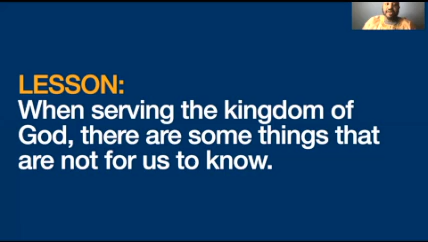 LESSON:
When serving the kingdom of
God, there are some things that
are not for us to know.